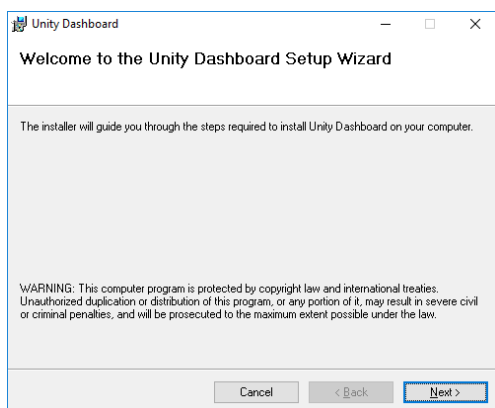 Unity Dashboard
Welcome to the Unity Dashboard Setup Wizard
The installer will guide you through the steps required to install Unity Dashboard on your computer.
WARNING: This computer program is protected by copyright law and international treaties.
Unauthorized duplication or distribution of this program, or any portion of it, may result in severe civil
or criminal penalties, and will be prosecuted to the maximum extent possible under the law.
Cancel < Back Next >